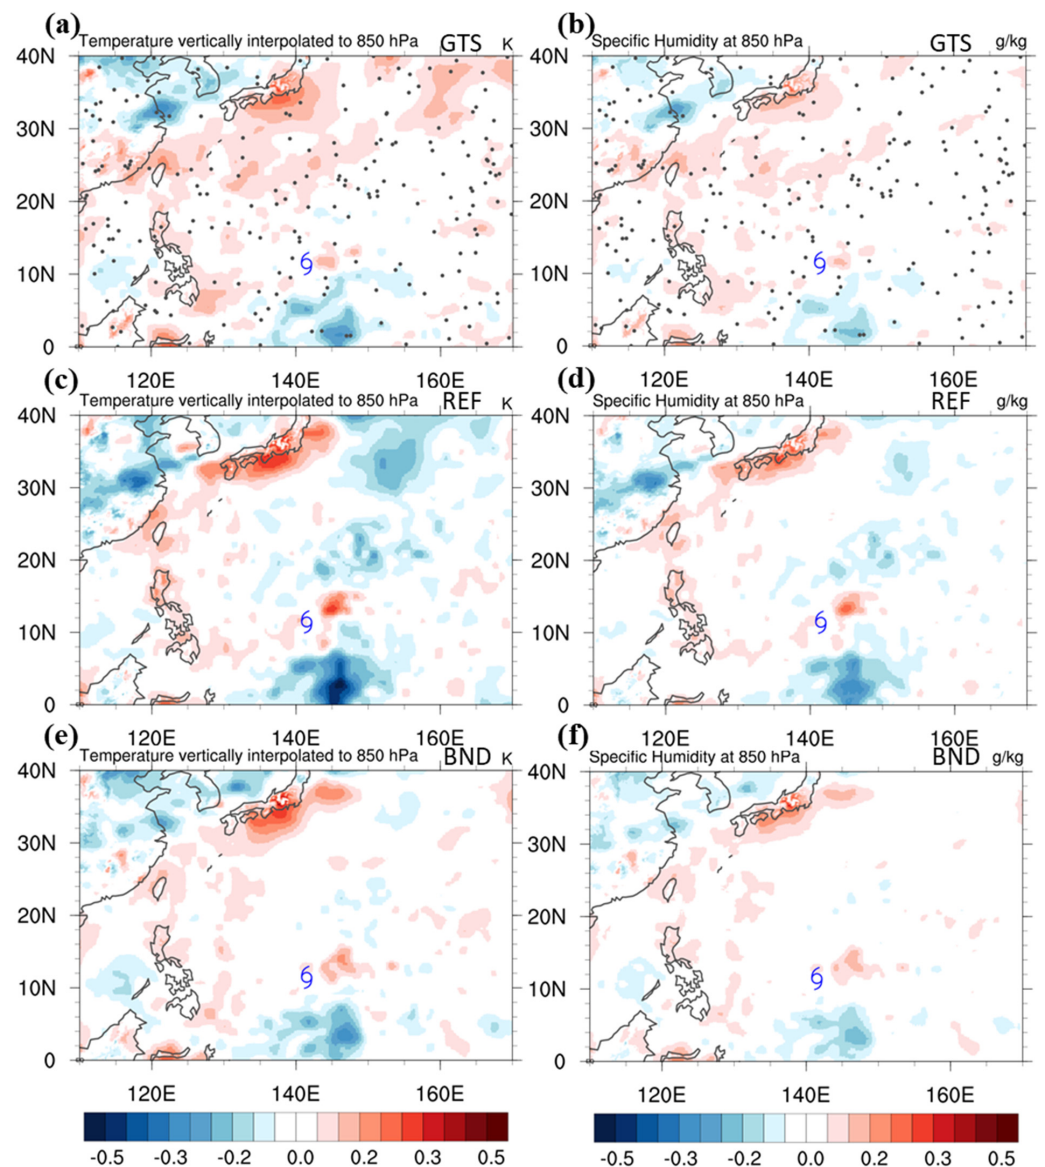 (a) (b)
Temperature vertically interpolated to 850 hPa GTS K Specific Humidity at 850 hPa GTS g/kg
40N 40N
30N 30N
20N 20N
10N 10N
0 0
120E 140E 160E 120E 140E 160E
(c) (d)
Temperature vertically interpolated to 850 hPa REF K Specific Humidity at 850 hPa REF g/kg
40N 40N
30N 30N
20N 20N
10N 10N
0 0
120E 140E 160E 120E 140E 160E
(e) (f)
Temperature vertically interpolated to 850 hPa BND K Specific Humidity at 850 hPa BND g/kg
40N 40N
30N 30N
20N 20N
10N 10N
0 0
120E 140E 160E 120E 140E 160E
-0.5 -0.3 -0.2 0.0 0.2 0.3 0.5 -0.5 -0.3 -0.2 0.0 0.2 0.3 0.5